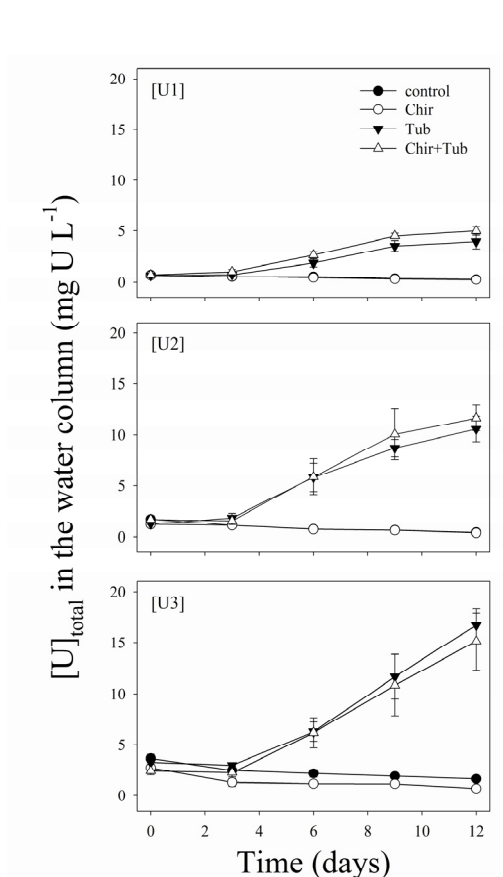 [U]total in the water column (mg U L-1)
20
15
10
5
0
[U1]
control
Chir
Tub
Chir+Tub
20
15
10
5
0
[U2]
20
15
10
5
0
[U3]
0 2 4 6 8 10 12
Time (days)